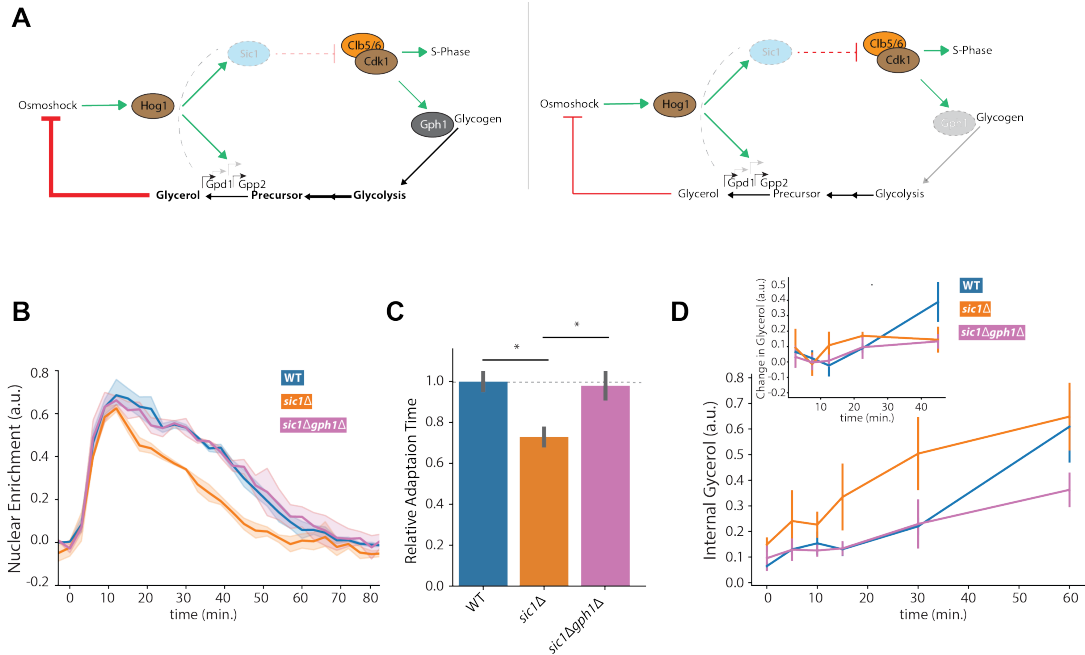 A
Sic1
Clb5/6
Cdk1
S-Phase
Osmoshock
Hog1
Gph1
Glycogen
Gpd1
Gpp2
Glycerol
Precursor
Glycolysis
Sic1
Clb5/6
Cdk1
S-Phase
Osmoshock
Hog1
Gph1
Glycogen
Gpd1
Gpp2
Glycerol
Precursor
Glycolysis
B
Nuclear Enrichment (a.u.)
0.8
0.6
0.4
0.2
0.0
-0.2
0 10 20 30 40 50 60 70 80
time (min.)
WT
sic1Δ
sic1Δgph1Δ
C
Relative Adaptaion Time
1.0
0.8
0.6
0.4
0.2
0.0
*
*
WT
sic1Δ
sic1Δgph1Δ
D
Change in Glycerol (a.u.)
0.5
0.4
0.3
0.2
0.1
0.0
-0.1
-0.2
10 20 30 40
time (min.)
WT
sic1Δ
sic1Δgph1Δ
Internal Gycerol (a.u.)
0.8
0.7
0.6
0.5
0.4
0.3
0.2
0.1
0.0
0 10 20 30 40 50 60
time (min.)